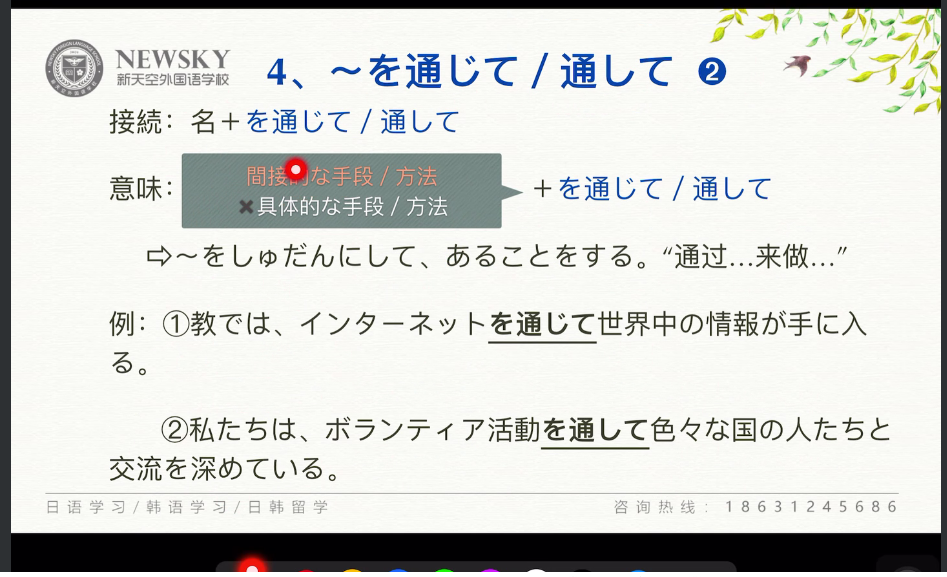 NEWSKY
新天空外国语学校
4、～を通じて / 通して ❷
接続：名＋を通じて / 通して
意味：
間接的な手段 / 方法
✖具体的な手段 / 方法
＋を通じて / 通して
⇨～をしゅだんにして、あることをする。“通过…来做…”
例：①教では、インターネットを通じて世界中の情報が手に入
る。
②私たちは、ボランティア活動を通して色々な国の人たちと
交流を深めている。
日语学习/韩语学习/日韩留学
咨询热线：18631245686